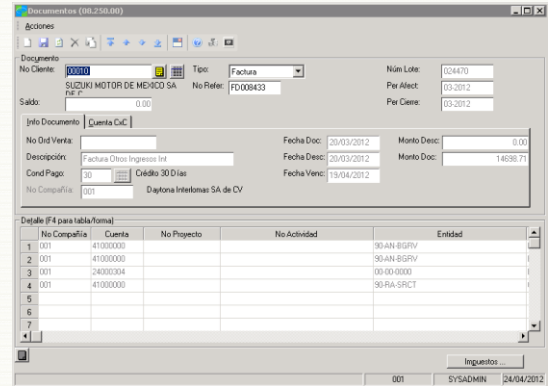 Documentos (08.250.00)
Acciones
Documento
No Cliente: 00010 Tipo: Factura Núm Lote: 024470
SUZUKI MOTOR DE MEXICO SA DE C No Refer: FD008433 Per Afect: 03-2012
Saldo: 0.00 Per Cierre: 03-2012
Info Documento Cuenta CxC
No Ord Venta: Fecha Doc: 20/03/2012 Monto Desc: 0.00
Descripción: Factura Otros Ingresos Int Fecha Desc: 20/03/2012 Monto Doc: 14698.71
Cond Pago: 30 Crédito 30 Días Fecha Venc: 19/04/2012
No Compañía: 001 Daytona Interlomas SA de CV
Detalle (F4 para tabla/forma)
No Compañía Cuenta No Proyecto No Actividad Entidad
1 001 41000000 90-AN-BGRV
2 001 41000000 90-AN-BGRV
3 001 24000304 00-00-0000
4 001 41000000 90-RA-SRCT
5
6
7
Impuestos ...
001 SYSADMIN 24/04/2012